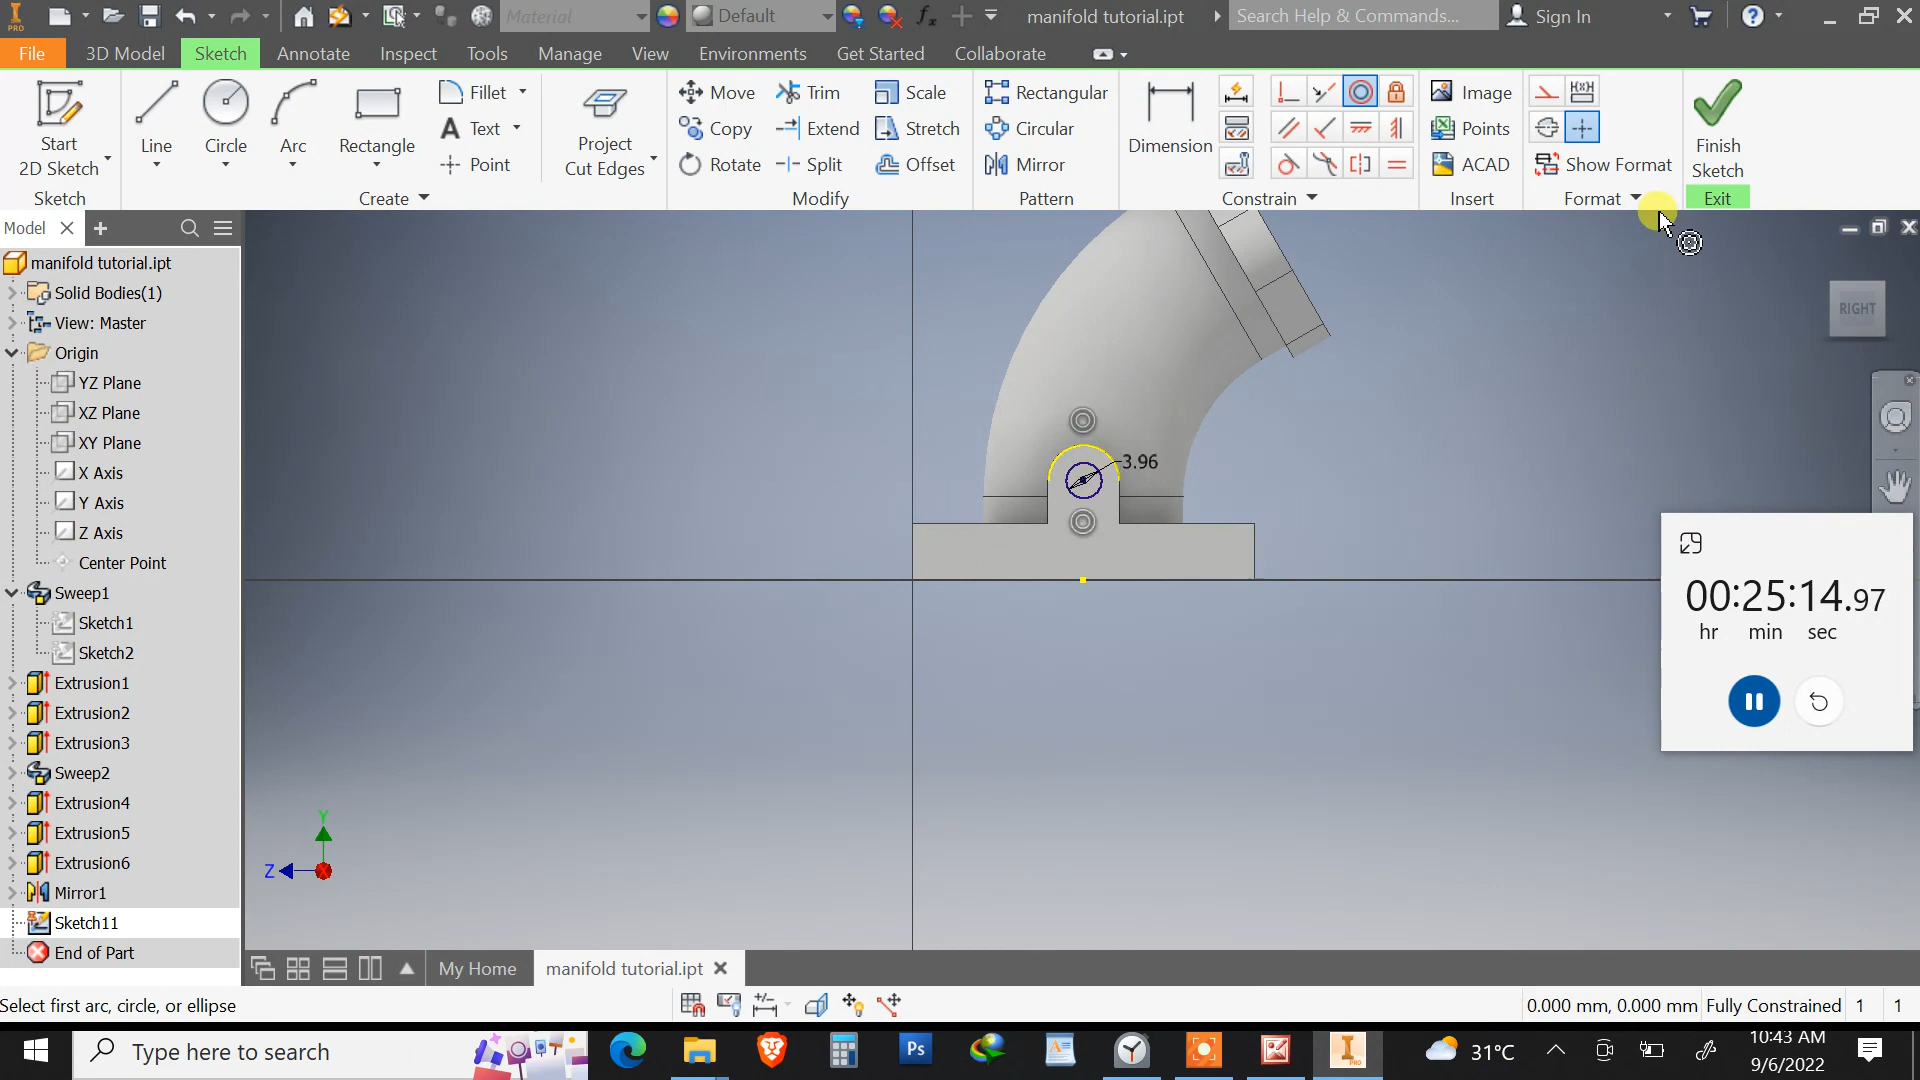 PRO
Material
Default
fx
manifold tutorial.ipt
Search Help & Commands...
Sign In
File
3D Model
Sketch
Annotate
Inspect
Tools
Manage
View
Environments
Get Started
Collaborate
Start
2D Sketch
Line
Circle
Arc
Rectangle
Fillet
Text
Point
Project
Cut Edges
Move
Copy
Rotate
Trim
Extend
Split
Scale
Stretch
Offset
Rectangular
Circular
Mirror
Dimension
Image
Points
ACAD
Show Format
Finish
Sketch
Sketch
Create
Modify
Pattern
Constrain
Insert
Format
Exit
Model
manifold tutorial.ipt
Solid Bodies(1)
View: Master
Origin
YZ Plane
XZ Plane
XY Plane
X Axis
Y Axis
Z Axis
Center Point
Sweep1
Sketch1
Sketch2
Extrusion1
Extrusion2
Extrusion3
Sweep2
Extrusion4
Extrusion5
Extrusion6
Mirror1
Sketch11
End of Part
3.96
RIGHT
Y
Z
00:25:14.97
hr min sec
My Home
manifold tutorial.ipt
Select first arc, circle, or ellipse
0.000 mm, 0.000 mm
Fully Constrained
1
1
Type here to search
Ps
PRO
31°C
10:43 AM
9/6/2022